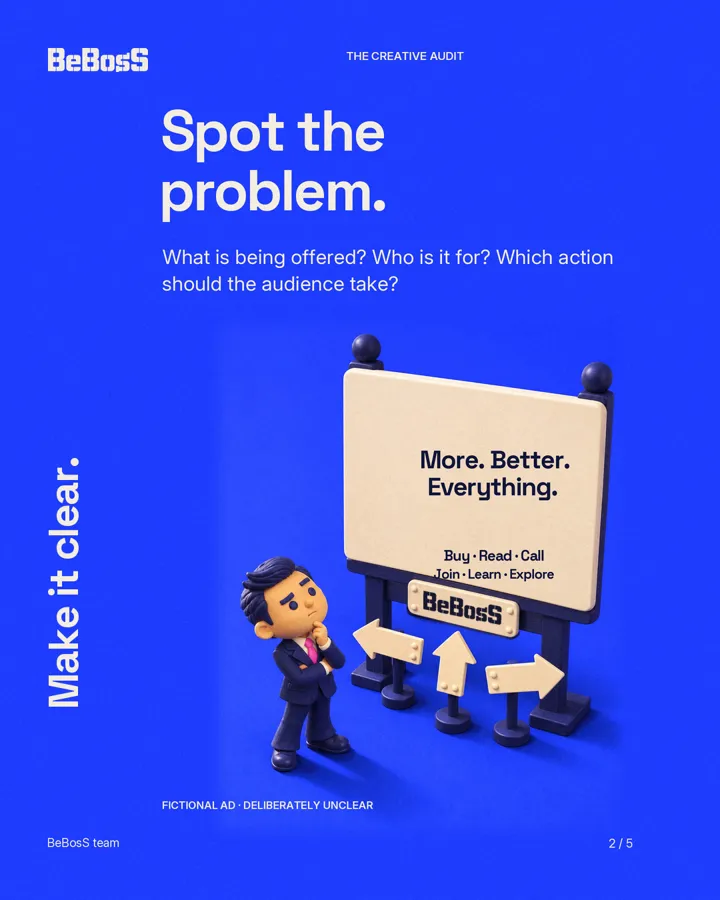 BeBosS
THE CREATIVE AUDIT
Spot the
problem.
What is being offered? Who is it for? Which action
should the audience take?
More. Better.
Everything.
Buy · Read · Call
Join · Learn · Explore
BeBosS
Make it clear.
FICTIONAL AD · DELIBERATELY UNCLEAR
BeBosS team
2 / 5